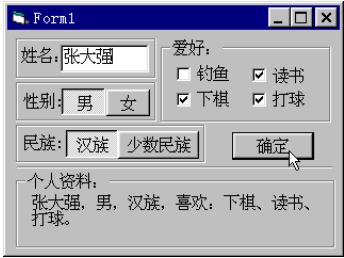 Form1
姓名: 张大强
爱好:
钓鱼 读书
性别: 男 女
下棋 打球
民族: 汉族 少数民族
确定
个人资料:
张大强, 男, 汉族, 喜欢: 下棋、读书、
打球。